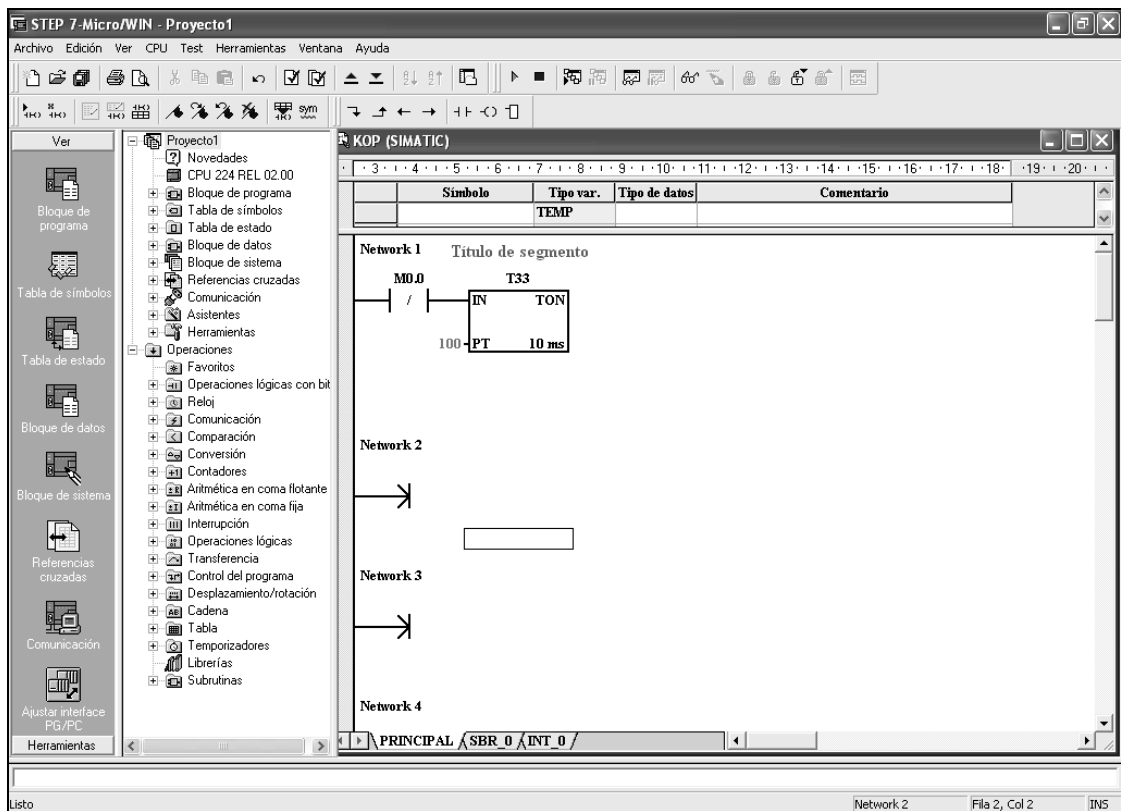 STEP 7-Micro/WIN - Proyecto1
Archivo Edición Ver CPU Test Herramientas Ventana Ayuda
sym
Ver
Bloque de
programa
Tabla de símbolos
Tabla de estado
Bloque de datos
Bloque de sistema
Referencias
cruzadas
Comunicación
Ajustar interface
PG/PC
Herramientas
Proyecto1
Novedades
CPU 224 REL 02.00
Bloque de programa
Tabla de símbolos
Tabla de estado
Bloque de datos
Bloque de sistema
Referencias cruzadas
Comunicación
Asistentes
Herramientas
Operaciones
Favoritos
Operaciones lógicas con bit
Reloj
Comunicación
Comparación
Conversión
Contadores
Aritmética en coma flotante
Aritmética en coma fija
Interrupción
Operaciones lógicas
Transferencia
Control del programa
Desplazamiento/rotación
Cadena
Tabla
Temporizadores
Librerías
Subrutinas
KOP (SIMATIC)
· 3 · ı · 4 · ı · 5 · ı · 6 · ı · 7 · ı · 8 · ı · 9 · ı · 10 · ı · 11 · ı · 12 · ı · 13 · ı · 14 · ı · 15 · ı · 16 · ı · 17 · ı · 18 · ı · 19 · ı · 20 · ı ·
Símbolo Tipo var. Tipo de datos Comentario
TEMP
Network 1 Título de segmento
M0.0 T33
/ IN TON
100 PT 10 ms
Network 2
Network 3
Network 4
PRINCIPAL SBR_0 INT_0
Listo Network 2 Fila 2, Col 2 INS